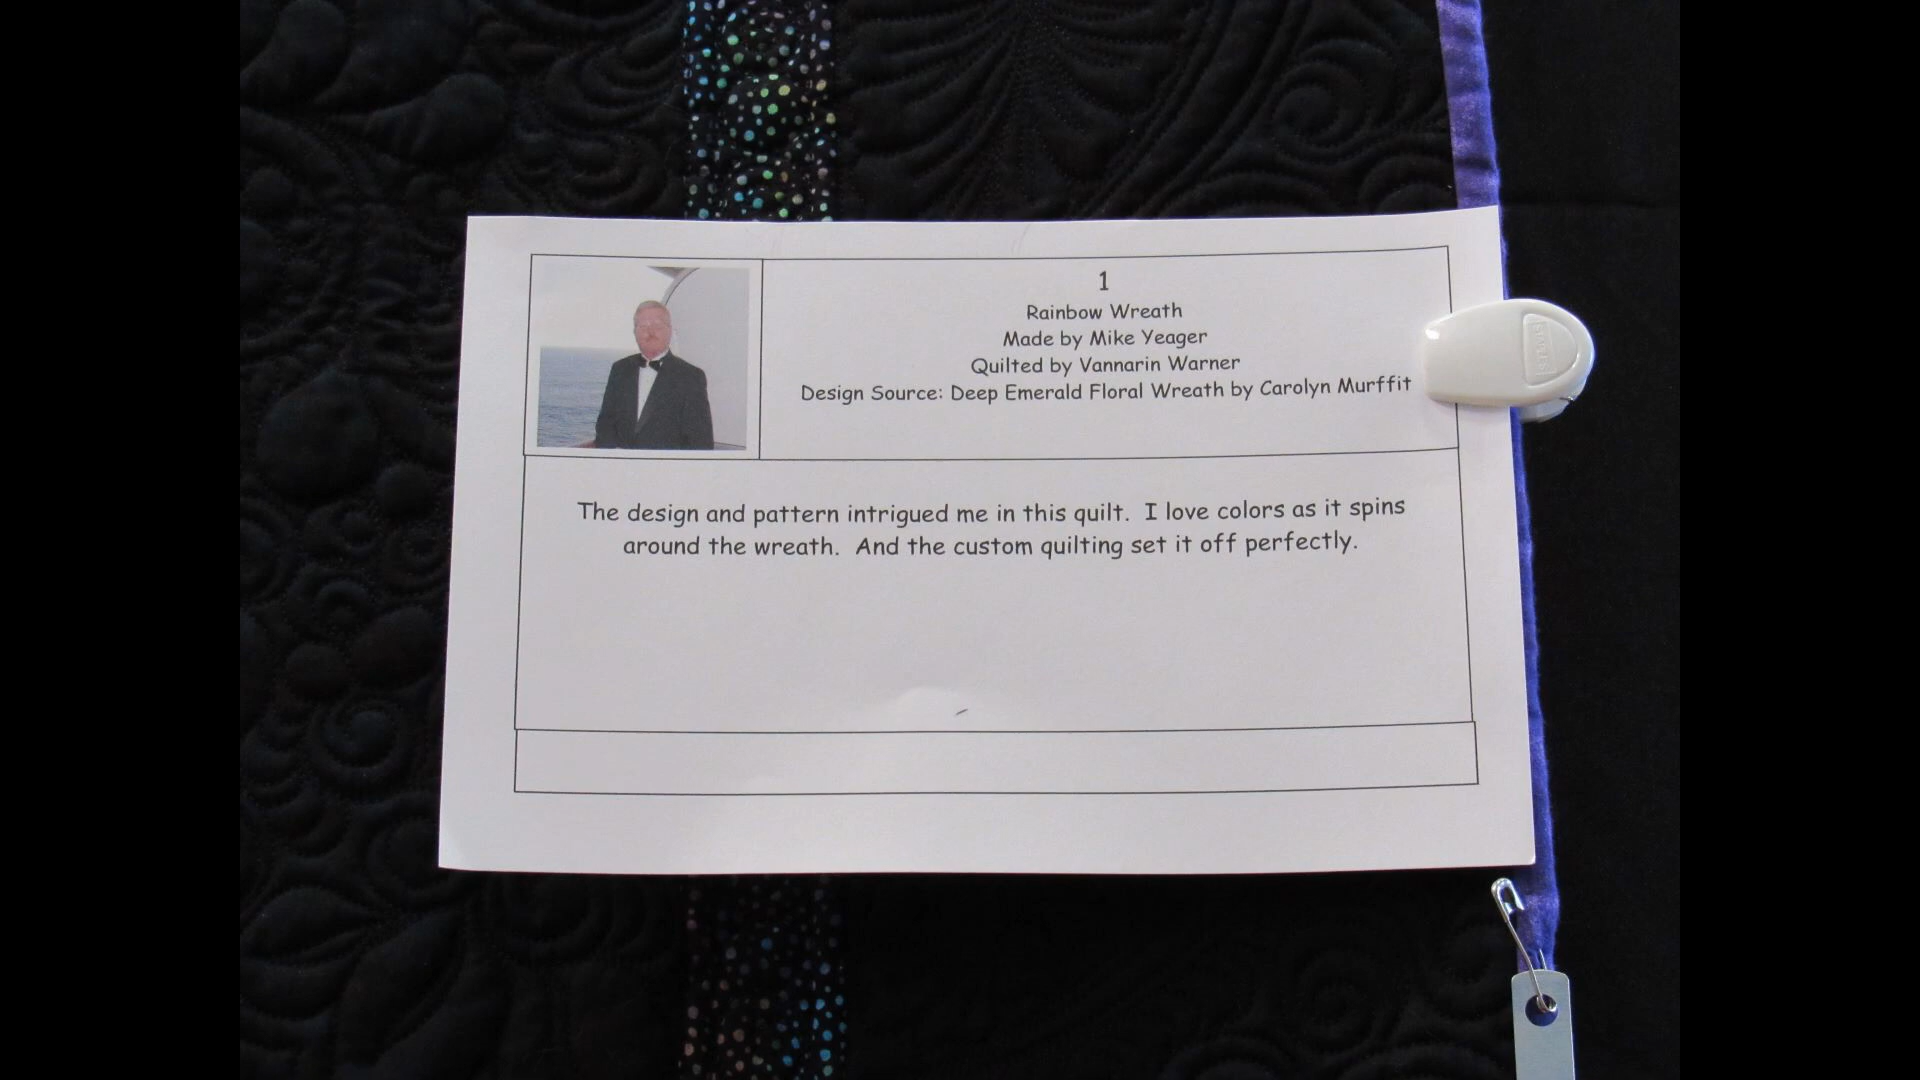 1
Rainbow Wreath
Made by Mike Yeager
Quilted by Vannarin Warner
Design Source: Deep Emerald Floral Wreath by Carolyn Murffit
The design and pattern intrigued me in this quilt. I love colors as it spins
around the wreath. And the custom quilting set it off perfectly.